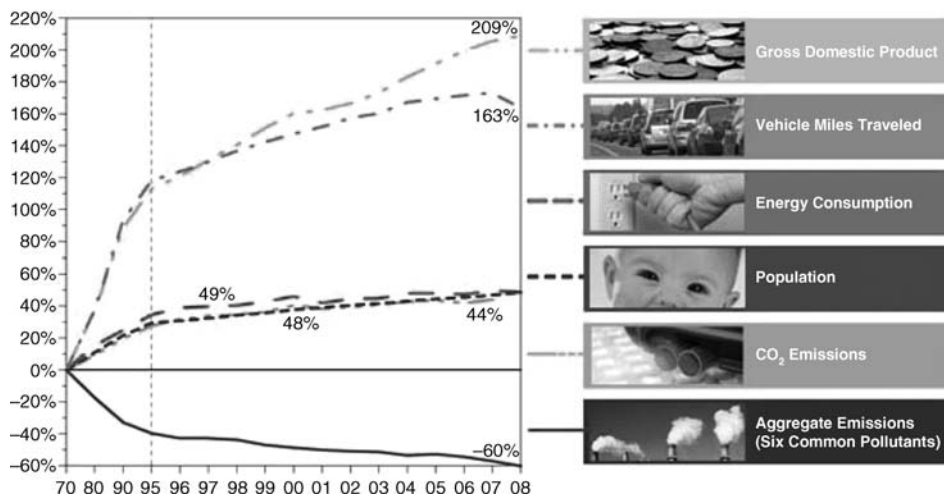 220%
200%
180%
160%
140%
120%
100%
80%
60%
40%
20%
0%
–20%
–40%
–60%
209%
163%
49%
48%
44%
–60%
70 80 90 95 96 97 98 99 00 01 02 03 04 05 06 07 08
Gross Domestic Product
Vehicle Miles Traveled
Energy Consumption
Population
CO₂ Emissions
Aggregate Emissions
(Six Common Pollutants)